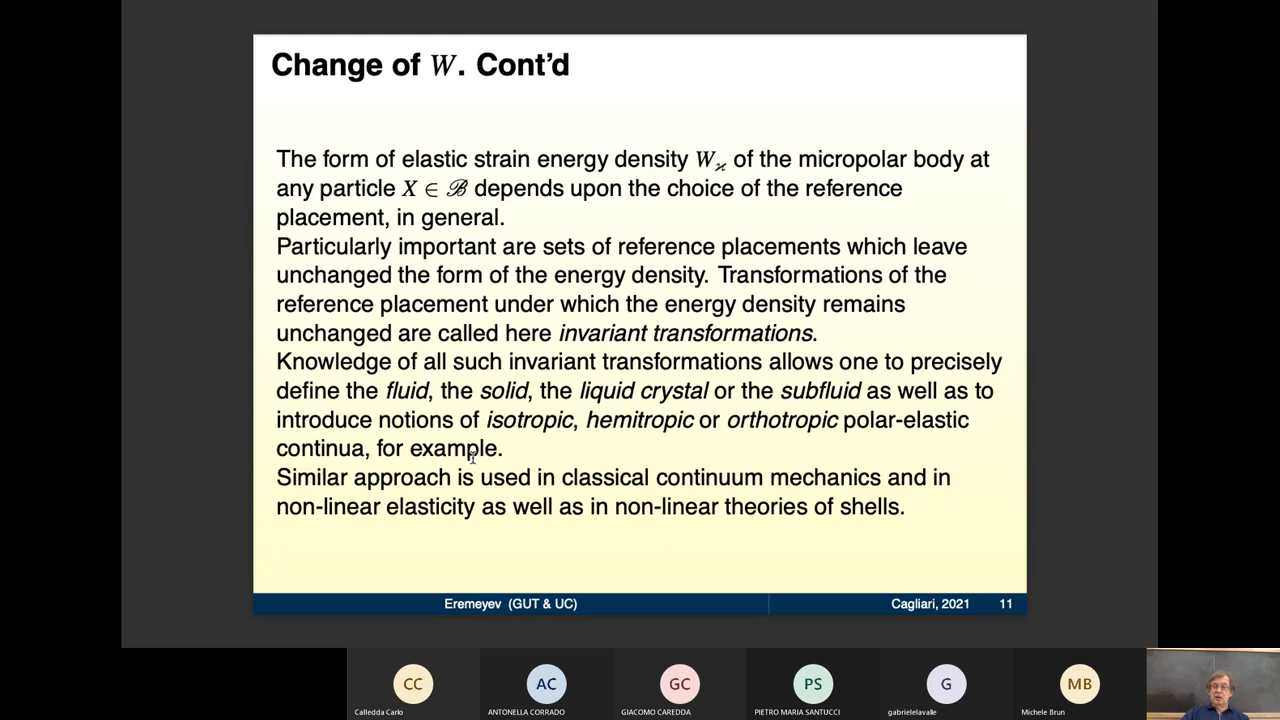 Change of W. Cont’d
The form of elastic strain energy density Wϰ of the micropolar body at
any particle X ∈ ℬ depends upon the choice of the reference
placement, in general.
Particularly important are sets of reference placements which leave
unchanged the form of the energy density. Transformations of the
reference placement under which the energy density remains
unchanged are called here invariant transformations.
Knowledge of all such invariant transformations allows one to precisely
define the fluid, the solid, the liquid crystal or the subfluid as well as to
introduce notions of isotropic, hemitropic or orthotropic polar-elastic
continua, for example.
Similar approach is used in classical continuum mechanics and in
non-linear elasticity as well as in non-linear theories of shells.
Eremeyev (GUT & UC) Cagliari, 2021 11
CC AC GC PS G MB
Calledda Carlo ANTONELLA CORRADO GIACOMO CAREDDA PIETRO MARIA SANTUCCI gabrielelavalle Michele Brun